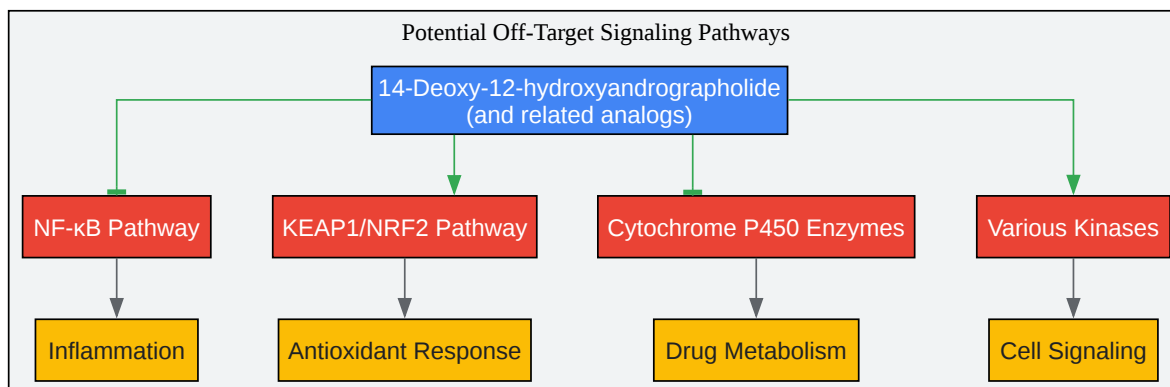 Potential Off-Target Signaling Pathways
14-Deoxy-12-hydroxyandrographolide
(and related analogs)
NF-κB Pathway
KEAP1/NRF2 Pathway
Cytochrome P450 Enzymes
Various Kinases
Inflammation
Antioxidant Response
Drug Metabolism
Cell Signaling